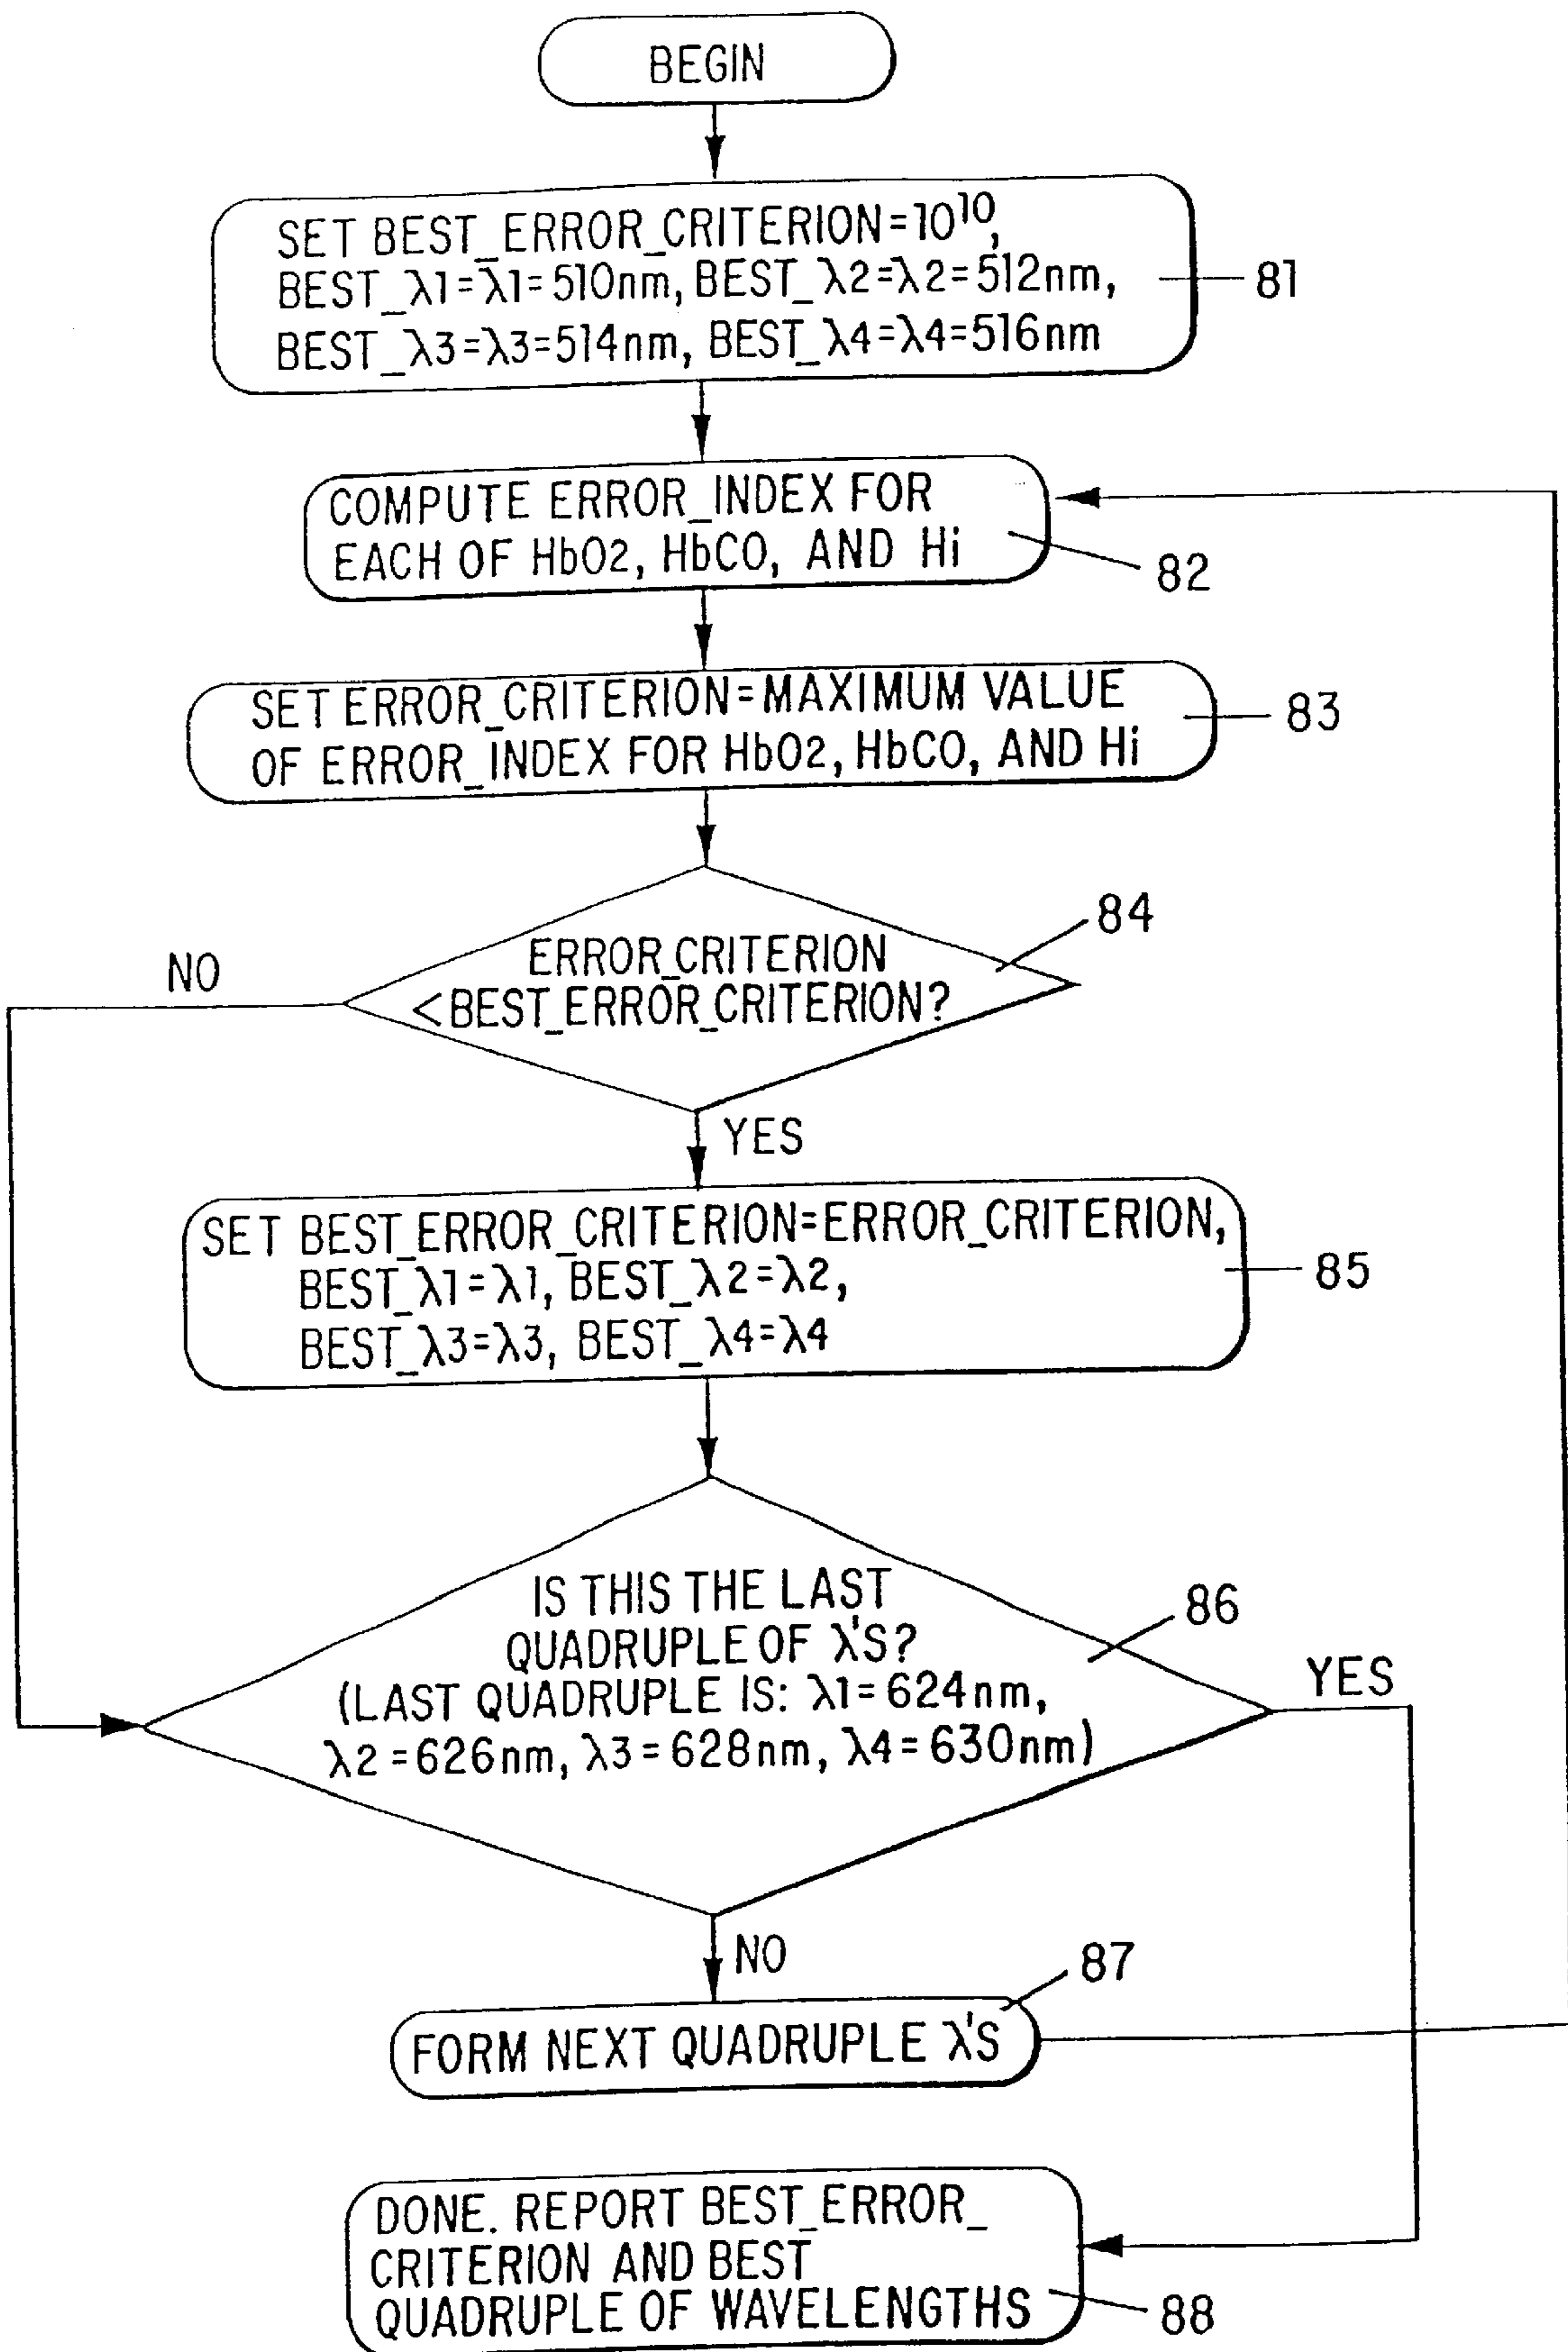 BEGIN
SET BEST_ERROR_CRITERION=10¹⁰,
BEST_λ1=λ1=510nm, BEST_λ2=λ2=512nm,
BEST_λ3=λ3=514nm, BEST_λ4=λ4=516nm
81
COMPUTE ERROR_INDEX FOR
EACH OF HbO2, HbCO, AND Hi
82
SET ERROR_CRITERION=MAXIMUM VALUE
OF ERROR_INDEX FOR HbO2, HbCO, AND Hi
83
84
ERROR_CRITERION
<BEST_ERROR_CRITERION?
NO
YES
SET BEST_ERROR_CRITERION=ERROR_CRITERION,
BEST_λ1=λ1, BEST_λ2=λ2,
BEST_λ3=λ3, BEST_λ4=λ4
85
IS THIS THE LAST
QUADRUPLE OF λ'S?
(LAST QUADRUPLE IS: λ1=624nm,
λ2=626nm, λ3=628nm, λ4=630nm)
86
YES
NO
87
FORM NEXT QUADRUPLE λ'S
DONE. REPORT BEST_ERROR_
CRITERION AND BEST
QUADRUPLE OF WAVELENGTHS
88